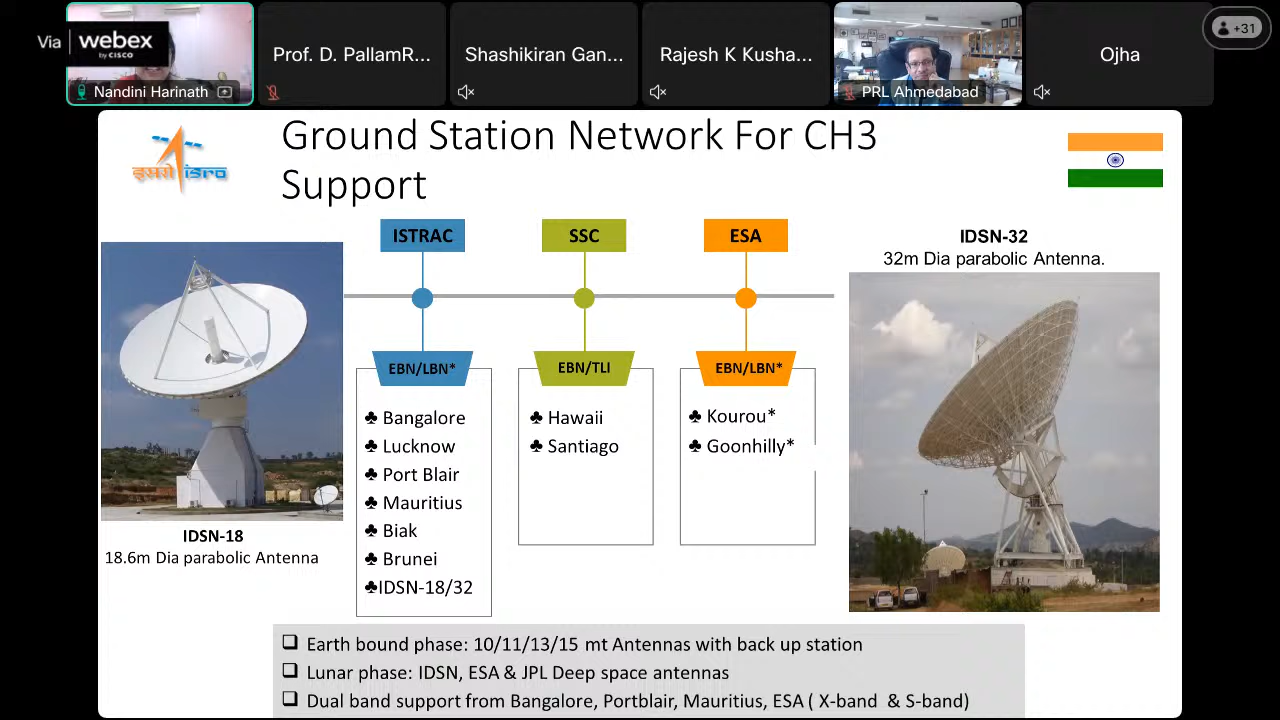 Via webex
by CISCO
Nandini Harinath
Prof. D. PallamR...
Shashikiran Gan...
Rajesh K Kusha...
PRL Ahmedabad
Ojha
+31
Ground Station Network For CH3
Support
इसरो isro
ISTRAC
SSC
ESA
IDSN-32
32m Dia parabolic Antenna.
EBN/LBN*
EBN/TLI
EBN/LBN*
♣ Bangalore
♣ Lucknow
♣ Port Blair
♣ Mauritius
♣ Biak
♣ Brunei
♣IDSN-18/32
♣ Hawaii
♣ Santiago
♣ Kourou*
♣ Goonhilly*
IDSN-18
18.6m Dia parabolic Antenna
❑ Earth bound phase: 10/11/13/15 mt Antennas with back up station
❑ Lunar phase: IDSN, ESA & JPL Deep space antennas
❑ Dual band support from Bangalore, Portblair, Mauritius, ESA ( X-band & S-band)